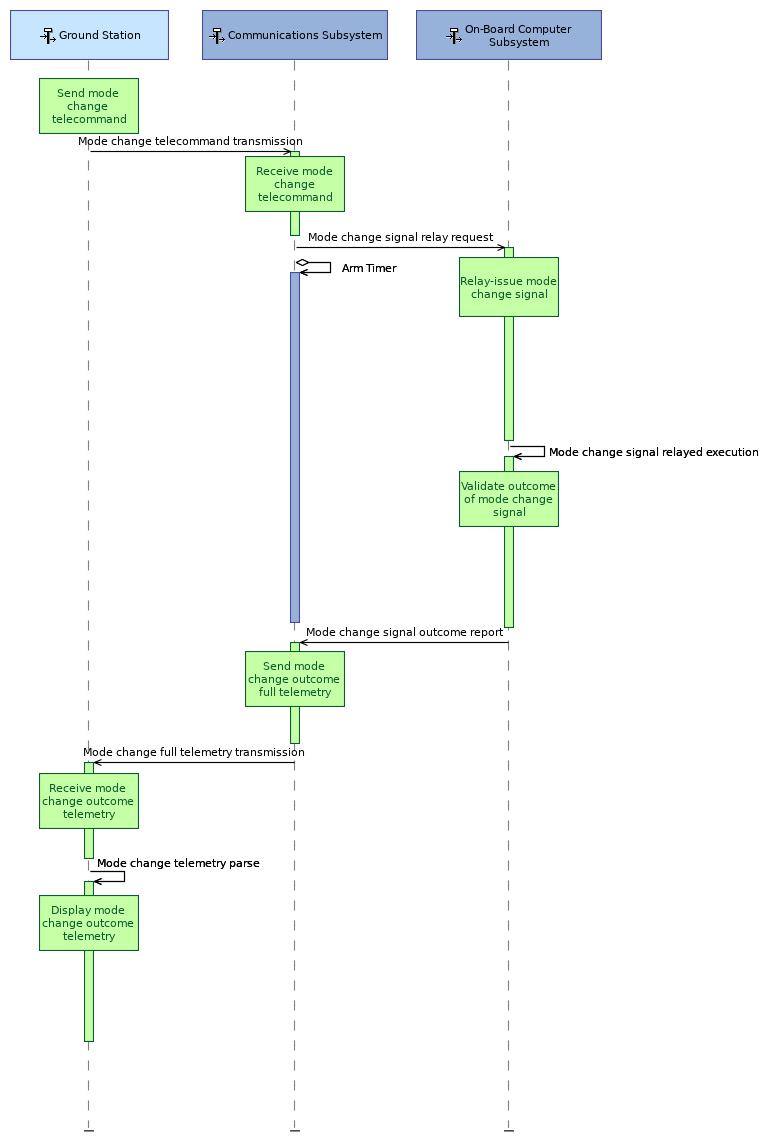 Ground Station
Communications Subsystem
On-Board Computer
Subsystem
Send mode
change
telecommand
Mode change telecommand transmission
Receive mode
change
telecommand
Mode change signal relay request
Arm Timer
Relay-issue mode
change signal
Mode change signal relayed execution
Validate outcome
of mode change
signal
Mode change signal outcome report
Send mode
change outcome
full telemetry
Mode change full telemetry transmission
Receive mode
change outcome
telemetry
Mode change telemetry parse
Display mode
change outcome
telemetry